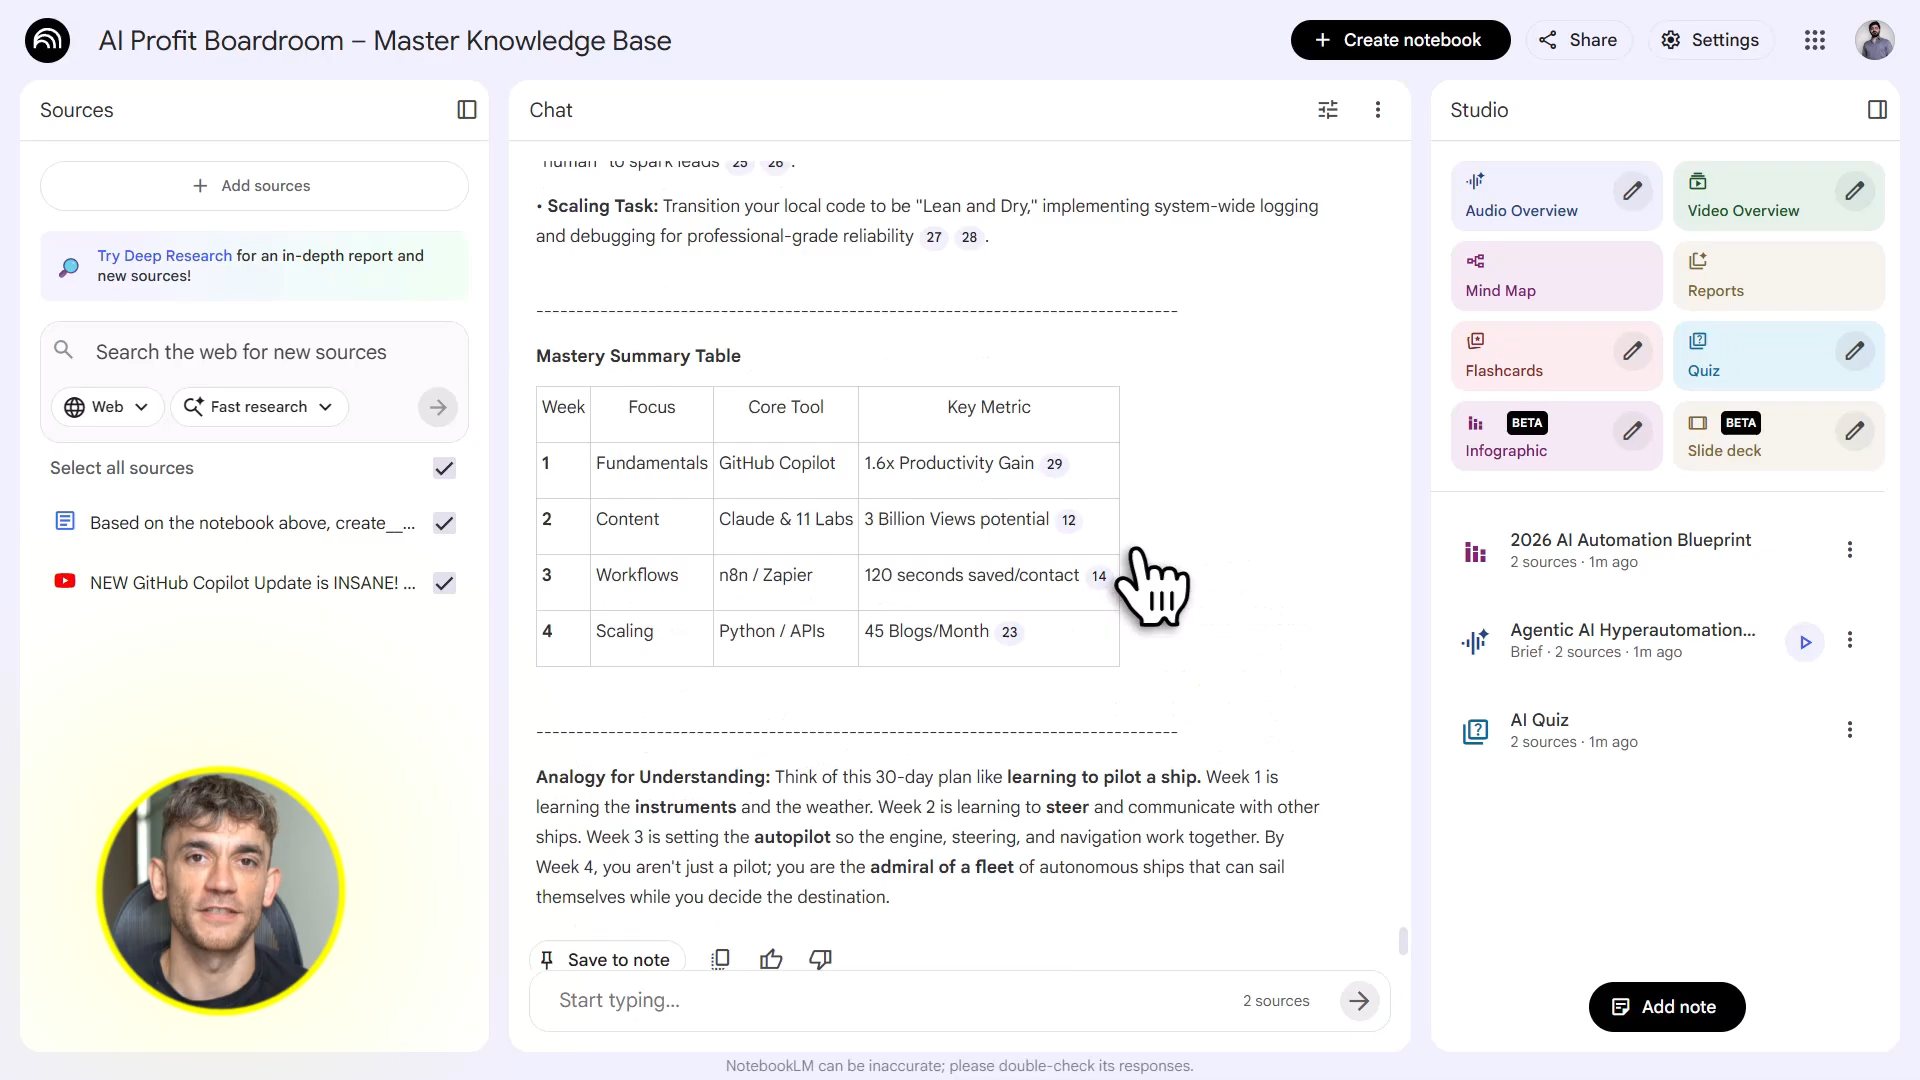 AI Profit Boardroom – Master Knowledge Base
Create notebook
Share
Settings
Sources
Add sources
Try Deep Research for an in-depth report and
new sources!
Search the web for new sources
Web
Fast research
Select all sources
Based on the notebook above, create__...
NEW GitHub Copilot Update is INSANE! ...
Chat
"human" to spark leads 25 26 .
• Scaling Task: Transition your local code to be "Lean and Dry," implementing system-wide logging
and debugging for professional-grade reliability 27 28 .
--------------------------------------------------------------------------------
Mastery Summary Table
Week Focus Core Tool Key Metric
1 Fundamentals GitHub Copilot 1.6x Productivity Gain 29
2 Content Claude & 11 Labs 3 Billion Views potential 12
3 Workflows n8n / Zapier 120 seconds saved/contact 14
4 Scaling Python / APIs 45 Blogs/Month 23
--------------------------------------------------------------------------------
Analogy for Understanding: Think of this 30-day plan like learning to pilot a ship. Week 1 is
learning the instruments and the weather. Week 2 is learning to steer and communicate with other
ships. Week 3 is setting the autopilot so the engine, steering, and navigation work together. By
Week 4, you aren't just a pilot; you are the admiral of a fleet of autonomous ships that can sail
themselves while you decide the destination.
Save to note
Start typing...
2 sources
Studio
Audio Overview
Video Overview
Mind Map
Reports
Flashcards
Quiz
BETA
Infographic
BETA
Slide deck
2026 AI Automation Blueprint
2 sources · 1m ago
Agentic AI Hyperautomation...
Brief · 2 sources · 1m ago
AI Quiz
2 sources · 1m ago
Add note
NotebookLM can be inaccurate; please double-check its responses.